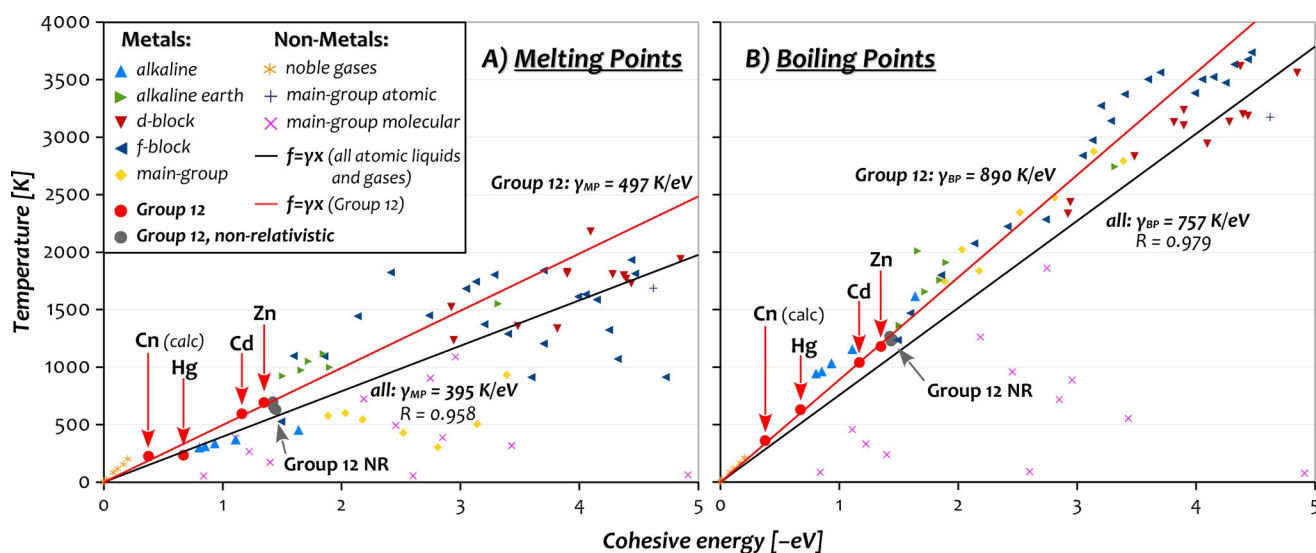 Temperature [K]
4000
3500
3000
2500
2000
1500
1000
500
0
Metals:
alkaline
alkaline earth
d-block
f-block
main-group
Group 12
Group 12, non-relativistic
Non-Metals:
noble gases
main-group atomic
main-group molecular
f=γx (all atomic liquids
and gases)
f=γx (Group 12)
A) Melting Points
Group 12: γMP = 497 K/eV
Zn
Cd
Cn (calc)
Hg
all: γMP = 395 K/eV
R = 0.958
Group 12 NR
0 1 2 3 4 5
B) Boiling Points
Group 12: γBP = 890 K/eV
all: γBP = 757 K/eV
R = 0.979
Zn
Cd
Cn (calc)
Hg
Group 12 NR
0 1 2 3 4 5
Cohesive energy [–eV]